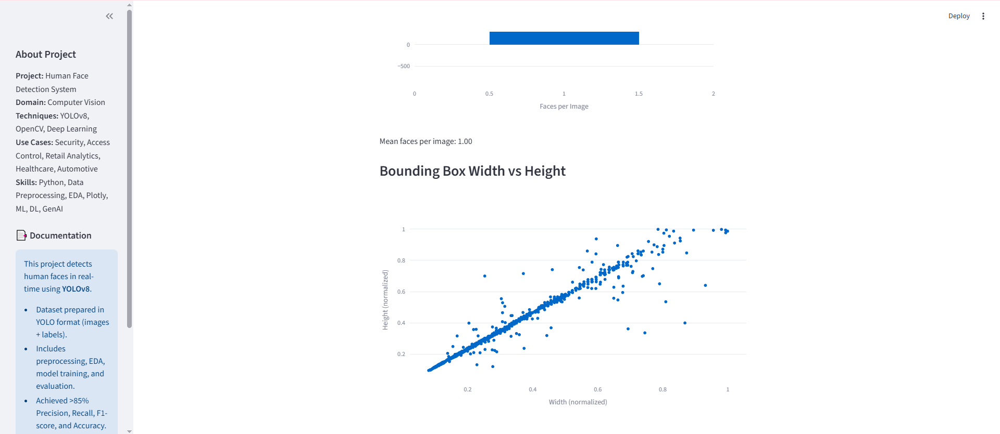 About Project
Project: Human Face
Detection System
Domain: Computer Vision
Techniques: YOLOv8,
OpenCV, Deep Learning
Use Cases: Security, Access
Control, Retail Analytics,
Healthcare, Automotive
Skills: Python, Data
Preprocessing, EDA, Plotly,
ML, DL, GenAI
Documentation
This project detects
human faces in real-
time using YOLOv8.
• Dataset prepared in
YOLO format (images
+ labels).
• Includes
preprocessing, EDA,
model training, and
evaluation.
• Achieved >85%
Precision, Recall, F1-
score, and Accuracy.
Deploy
0
−500
0 0.5 1 1.5 2
Faces per Image
Mean faces per image: 1.00
Bounding Box Width vs Height
1
0.8
0.6
0.4
0.2
Height (normalized)
0.2 0.4 0.6 0.8 1
Width (normalized)